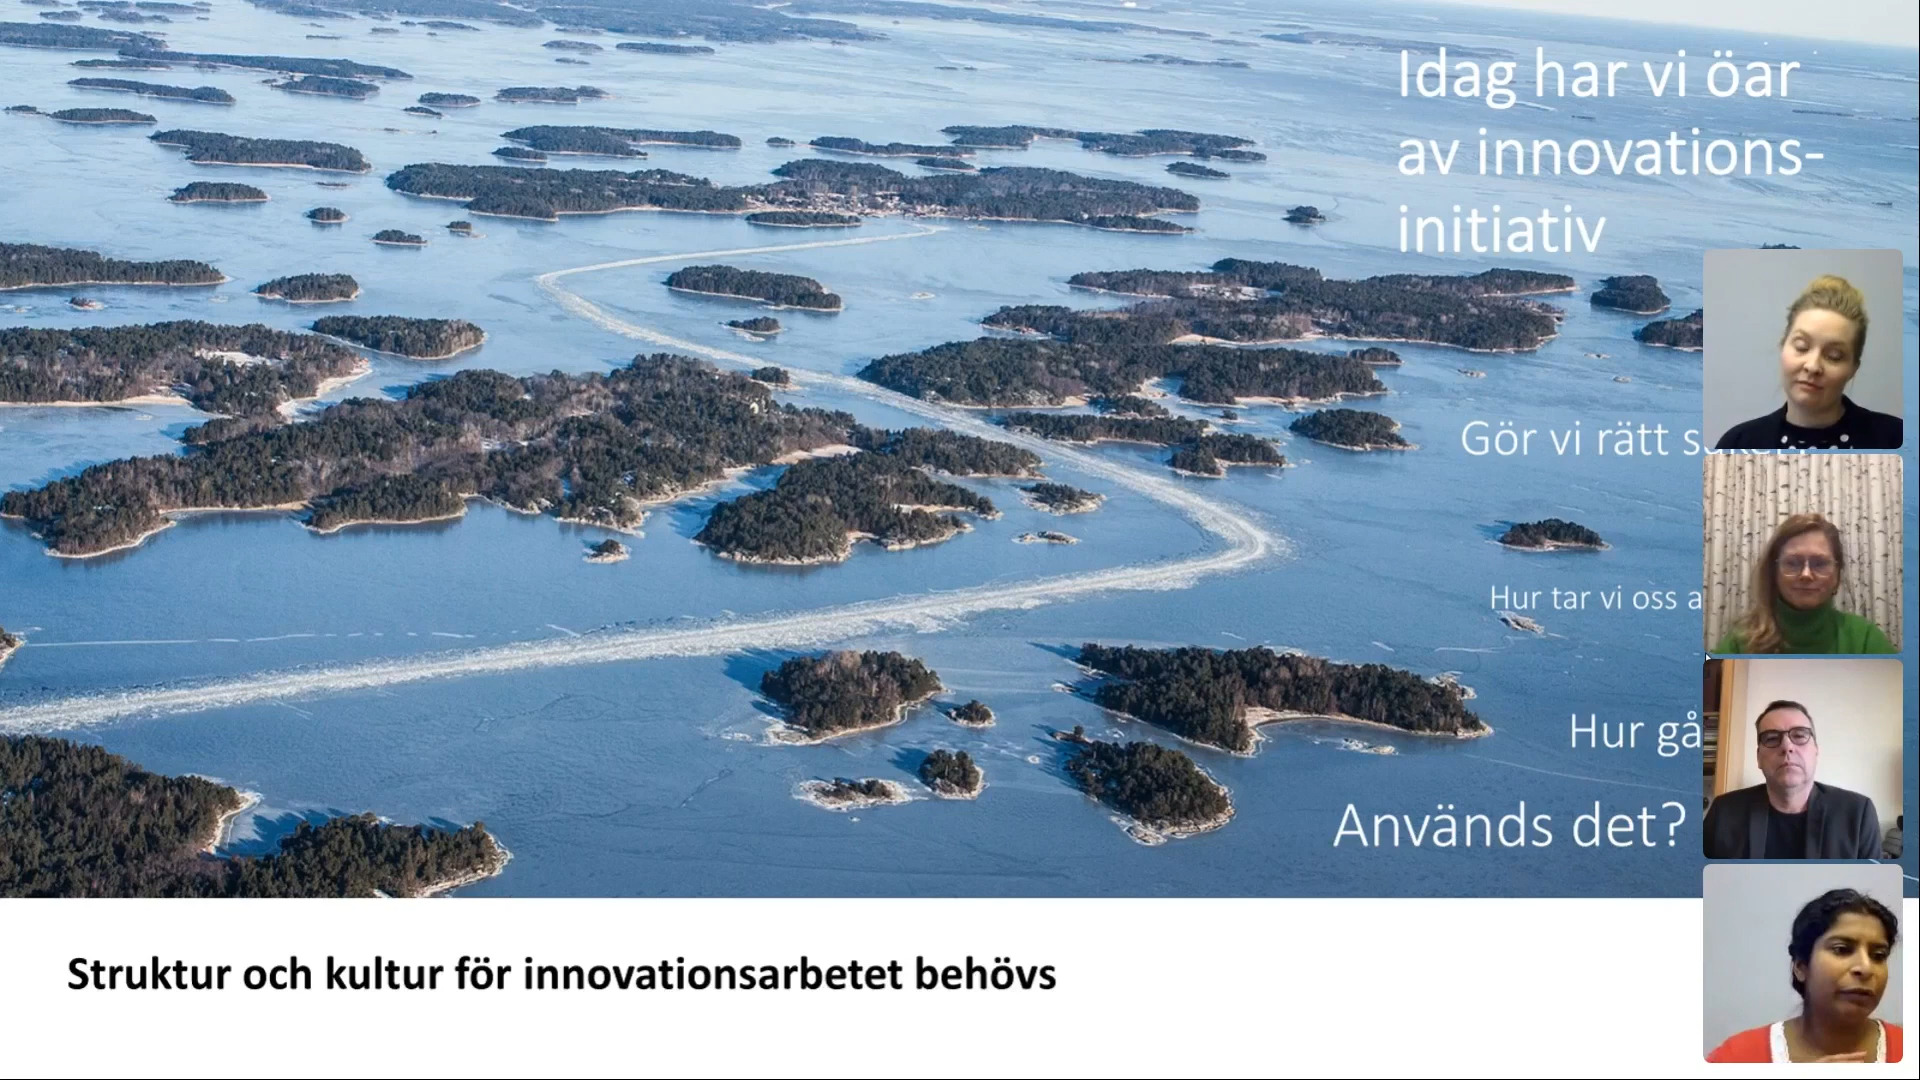 Idag har vi öar
av innovations-
initiativ
Gör vi rätt
Hur tar vi oss
Hur
Används det?
Struktur och kultur för innovationsarbetet behövs